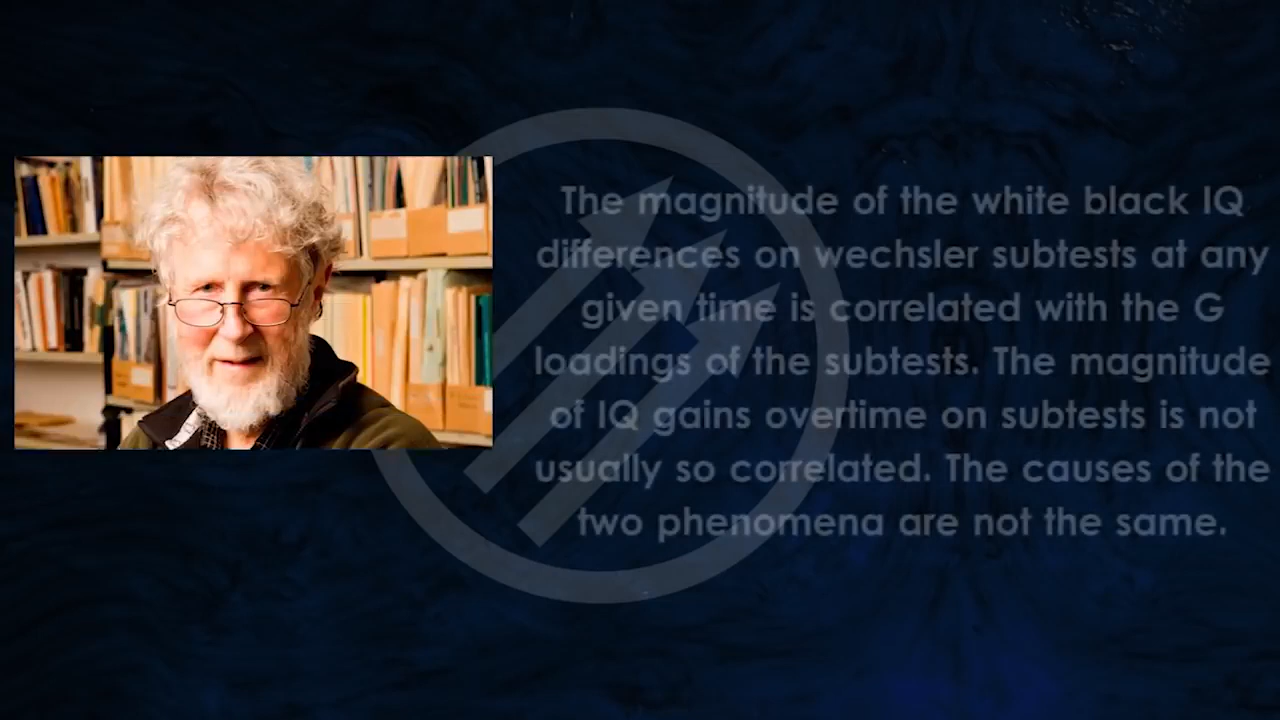 The magnitude of the white black IQ
differences on wechsler subtests at any
given time is correlated with the G
loadings of the subtests. The magnitude
of IQ gains overtime on subtests is not
usually so correlated. The causes of the
two phenomena are not the same.